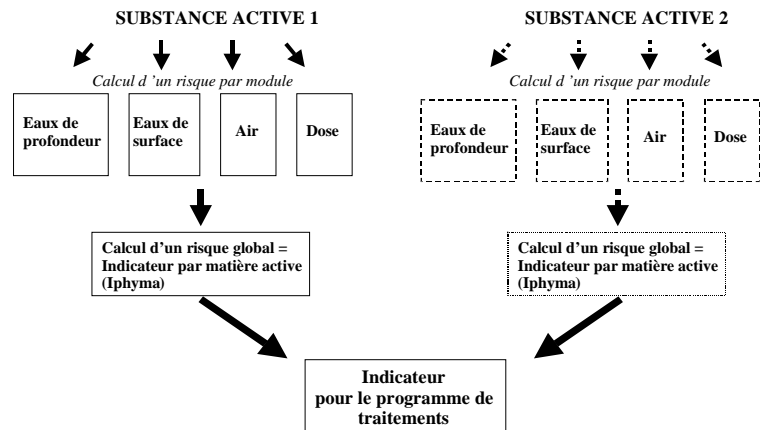 SUBSTANCE ACTIVE 1
Calcul d 'un risque par module
Eaux de
profondeur
Eaux de
surface
Air
Dose
Calcul d'un risque global =
Indicateur par matière active
(Iphyma)
SUBSTANCE ACTIVE 2
Calcul d 'un risque par module
Eaux de
profondeur
Eaux de
surface
Air
Dose
Calcul d'un risque global =
Indicateur par matière active
(Iphyma)
Indicateur
pour le programme de
traitements